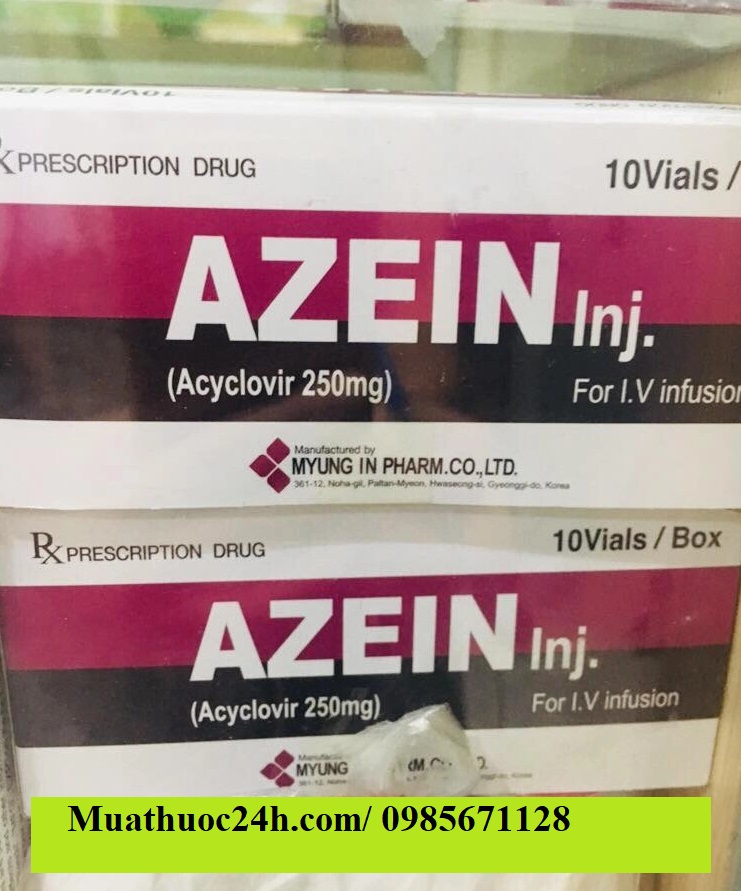 PRESCRIPTION DRUG
10Vials /
AZEIN Inj.
(Acyclovir 250mg)
For I.V infusion
Manufactured by
MYUNG IN PHARM.CO.,LTD.
361-12, Noha-gil, Paltan-Myeon, Hwaseong-si, Gyeonggi-do, Korea
Rx PRESCRIPTION DRUG
10Vials / Box
AZEIN Inj.
(Acyclovir 250mg)
For I.V infusion
MYUNG
Muathuoc24h.com/ 0985671128